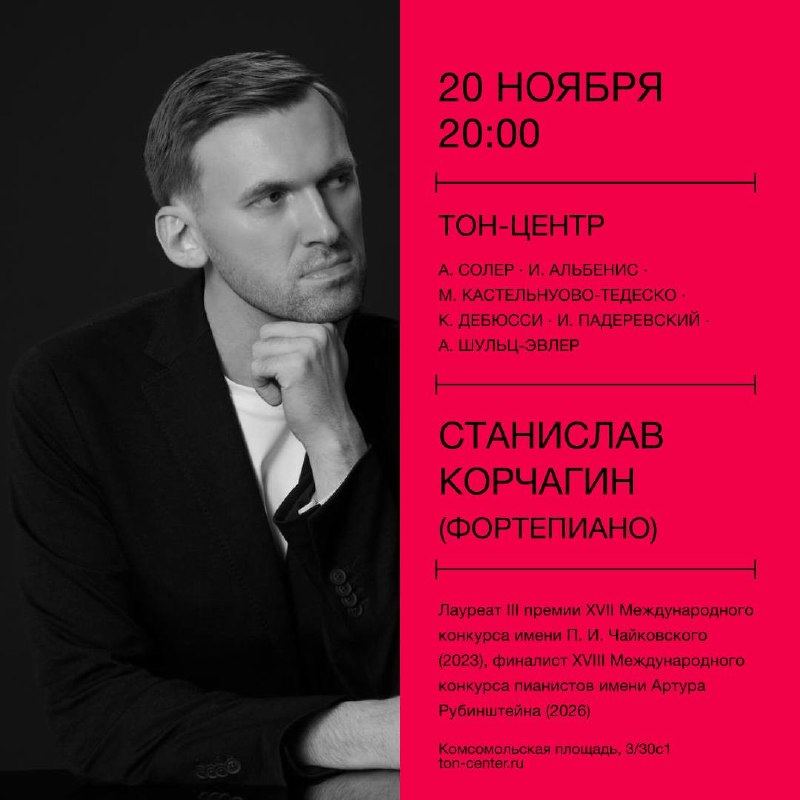 20 НОЯБРЯ
20:00
ТОН-ЦЕНТР
А. СОЛЕР · И. АЛЬБЕНИС ·
М. КАСТЕЛЬНУОВО-ТЕДЕСКО ·
К. ДЕБЮССИ · И. ПАДЕРЕВСКИЙ ·
А. ШУЛЬЦ-ЭВЛЕР
СТАНИСЛАВ
КОРЧАГИН
(ФОРТЕПИАНО)
Лауреат III премии XVII Международного
конкурса имени П. И. Чайковского
(2023), финалист XVIII Международного
конкурса пианистов имени Артура
Рубинштейна (2026)
Комсомольская площадь, 3/30с1
ton-center.ru